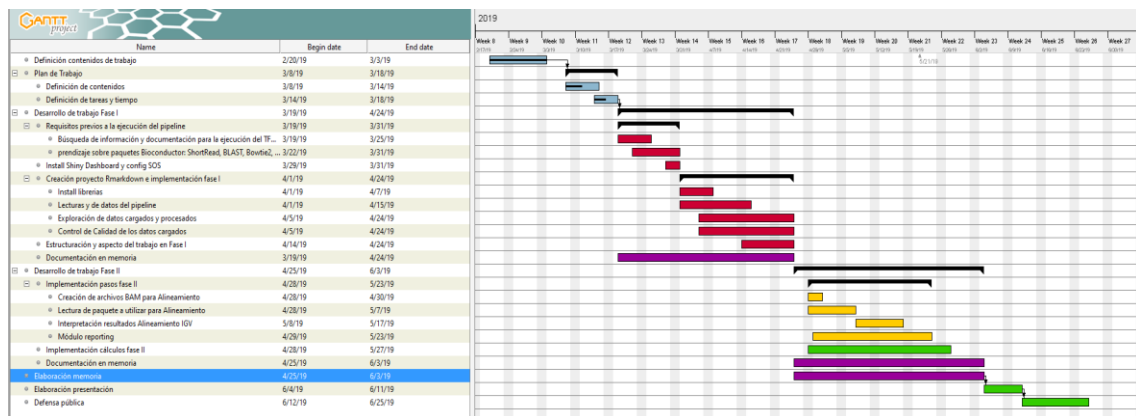 GANTT
project
2019
Name Begin date End date
Week 8 Week 9 Week 10 Week 11 Week 12 Week 13 Week 14 Week 15 Week 16 Week 17 Week 18 Week 19 Week 20 Week 21 Week 22 Week 23 Week 24 Week 25 Week 26 Week 27
5/21/19
Definición contenidos de trabajo 2/20/19 3/3/19
Plan de Trabajo 3/8/19 3/18/19
Definición de contenidos 3/8/19 3/14/19
Definición de tareas y tiempo 3/14/19 3/18/19
Desarrollo de trabajo Fase I 3/19/19 4/24/19
Requisitos previos a la ejecución del pipeline 3/19/19 3/31/19
Búsqueda de información y documentación para la ejecución del TF... 3/19/19 3/25/19
prendizaje sobre paquetes Bioconductor: ShortRead, BLAST, Bowtie2, ... 3/22/19 3/31/19
Install Shiny Dashboard y config SOS 3/29/19 3/31/19
Creación proyecto Rmarkdown e implementación fase I 4/1/19 4/24/19
Install librerias 4/1/19 4/7/19
Lecturas y de datos del pipeline 4/1/19 4/15/19
Exploración de datos cargados y procesados 4/5/19 4/24/19
Control de Calidad de los datos cargados 4/5/19 4/24/19
Estructuración y aspecto del trabajo en Fase I 4/14/19 4/24/19
Documentación en memoria 3/19/19 4/24/19
Desarrollo de trabajo Fase II 4/25/19 6/3/19
Implementación pasos fase II 4/28/19 5/23/19
Creación de archivos BAM para Alineamiento 4/28/19 4/30/19
Lectura de paquete a utilizar para Alineamiento 4/28/19 5/7/19
Interpretación resultados Alineamiento IGV 5/8/19 5/17/19
Módulo reporting 4/29/19 5/23/19
Implementación cálculos fase II 4/28/19 5/27/19
Documentación en memoria 4/25/19 6/3/19
Elaboración memoria 4/25/19 6/3/19
Elaboración presentación 6/4/19 6/11/19
Defensa pública 6/12/19 6/25/19